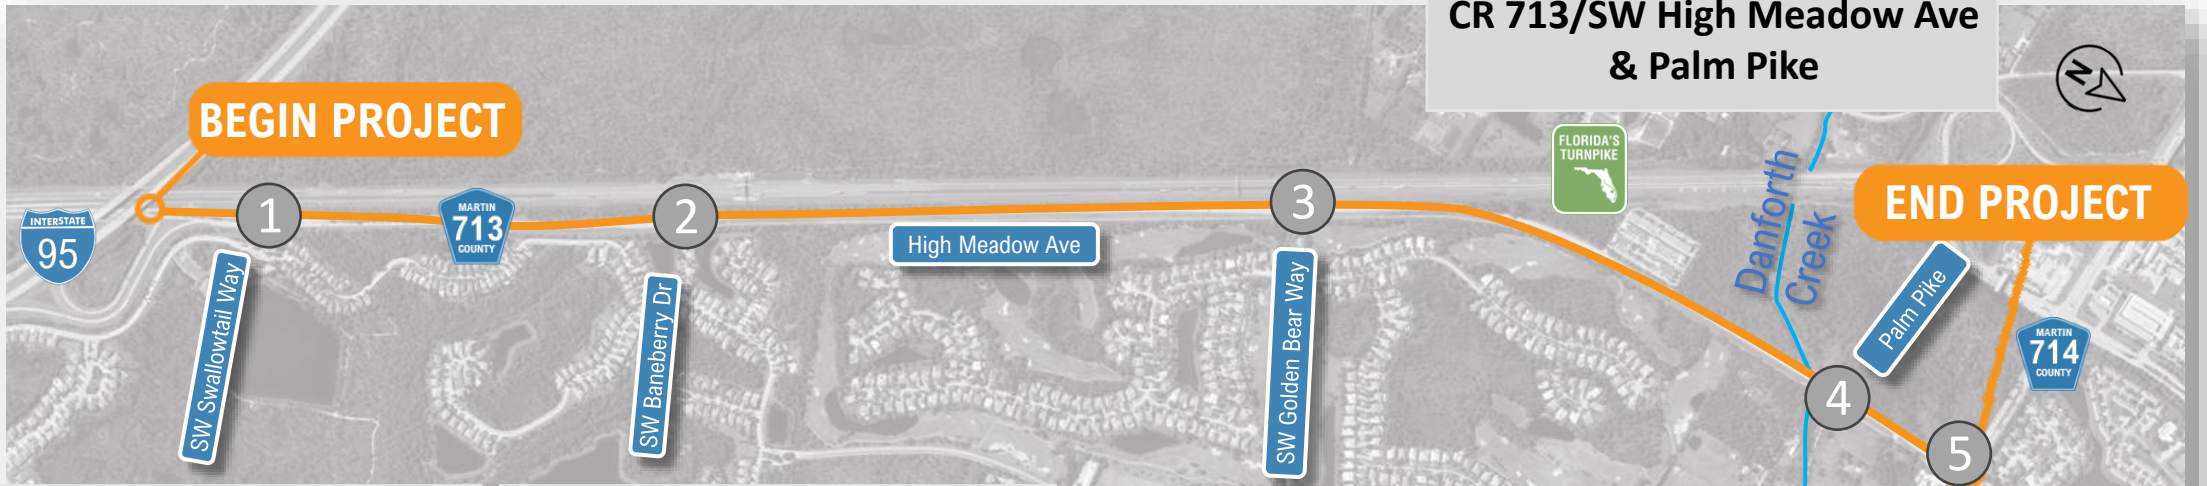 CR 713/SW High Meadow Ave
& Palm Pike
N
BEGIN PROJECT
INTERSTATE
95
1
MARTIN
713
COUNTY
2
High Meadow Ave
3
FLORIDA'S
TURNPIKE
Danforth
Creek
END PROJECT
SW Swallowtail Way
SW Baneberry Dr
SW Golden Bear Way
Palm Pike
MARTIN
714
COUNTY
4
5